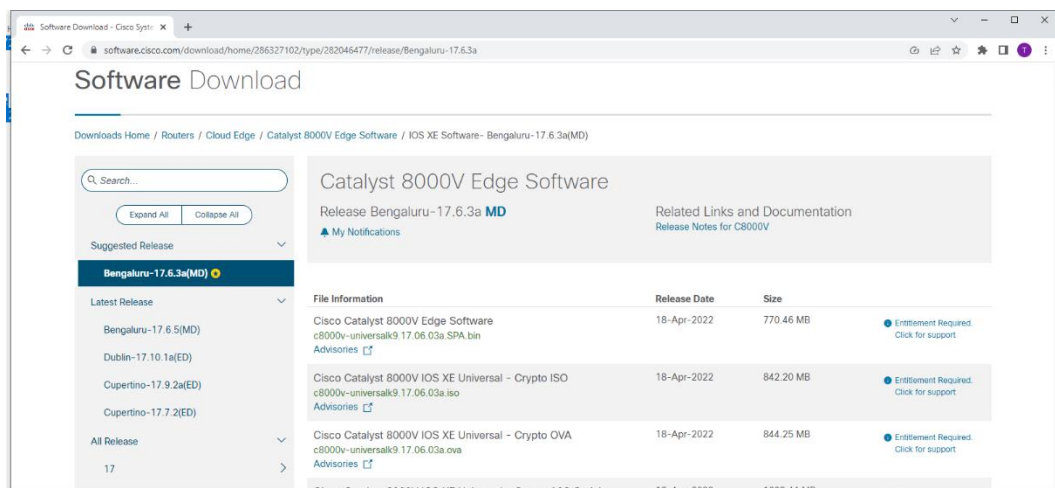 Software Download - Cisco Syste
software.cisco.com/download/home/286327102/type/282046477/release/Bengaluru-17.6.3a
T
Software Download
Downloads Home / Routers / Cloud Edge / Catalyst 8000V Edge Software / IOS XE Software- Bengaluru-17.6.3a(MD)
Search...
Expand All
Collapse All
Suggested Release
Bengaluru-17.6.3a(MD)
Latest Release
Bengaluru-17.6.5(MD)
Dublin-17.10.1a(ED)
Cupertino-17.9.2a(ED)
Cupertino-17.7.2(ED)
All Release
17
Catalyst 8000V Edge Software
Release Bengaluru-17.6.3a MD
My Notifications
Related Links and Documentation
Release Notes for C8000V
File Information Release Date Size
Cisco Catalyst 8000V Edge Software 18-Apr-2022 770.46 MB
c8000v-universalk9.17.06.03a.SPA.bin
Advisories
Entitlement Required.
Click for support
Cisco Catalyst 8000V IOS XE Universal - Crypto ISO 18-Apr-2022 842.20 MB
c8000v-universalk9.17.06.03a.iso
Advisories
Entitlement Required.
Click for support
Cisco Catalyst 8000V IOS XE Universal - Crypto OVA 18-Apr-2022 844.25 MB
c8000v-universalk9.17.06.03a.ova
Advisories
Entitlement Required.
Click for support